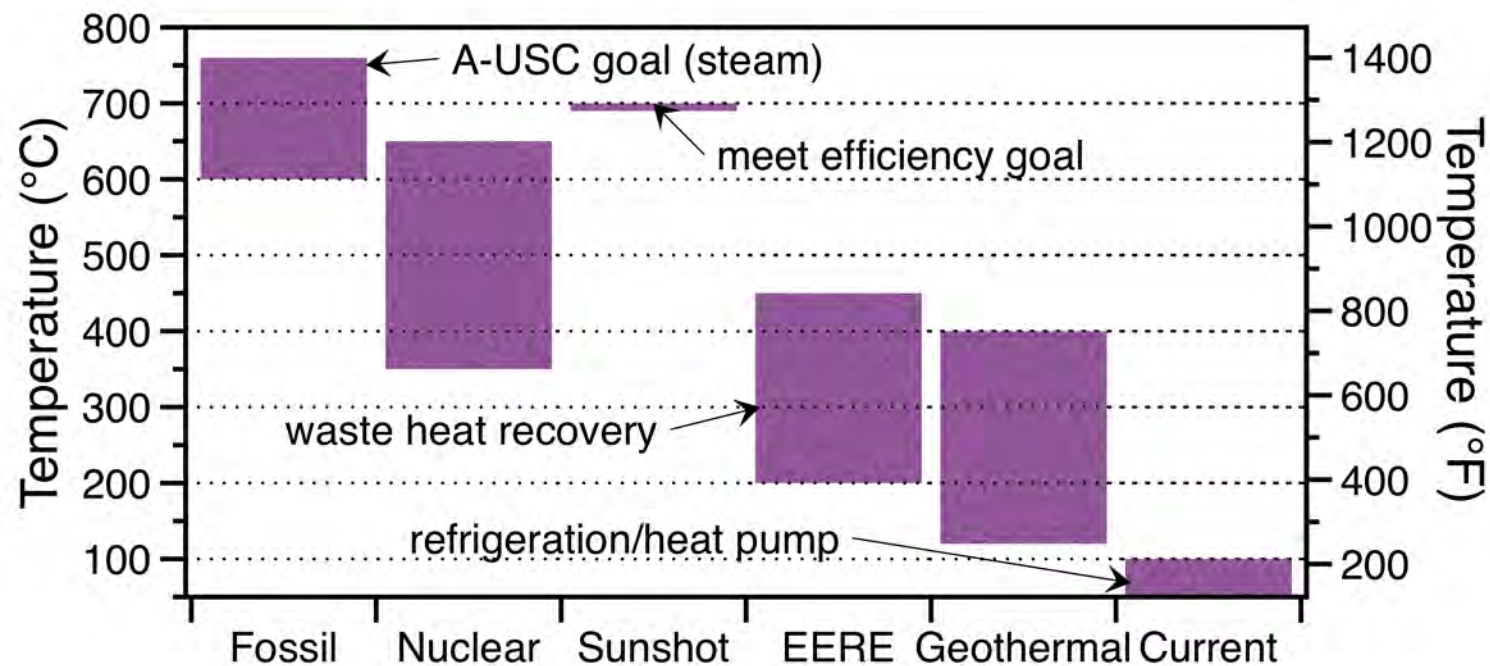 800
700
600
500
400
300
200
100
Temperature (°C)
A-USC goal (steam)
meet efficiency goal
waste heat recovery
refrigeration/heat pump
1400
1200
1000
800
600
400
200
Temperature (°F)
Fossil Nuclear Sunshot EERE Geothermal Current